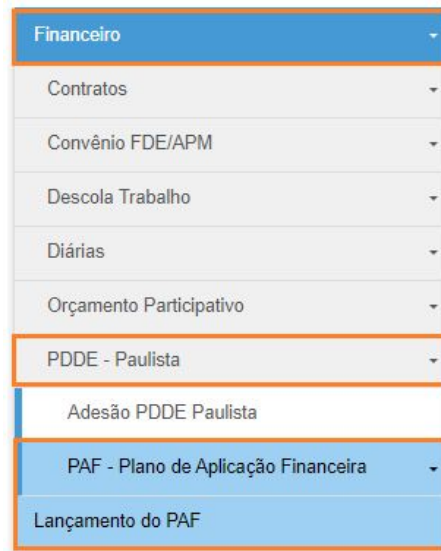 Financeiro
Contratos
Convênio FDE/APM
Descola Trabalho
Diárias
Orçamento Participativo
PDDE - Paulista
Adesão PDDE Paulista
PAF - Plano de Aplicação Financeira
Lançamento do PAF